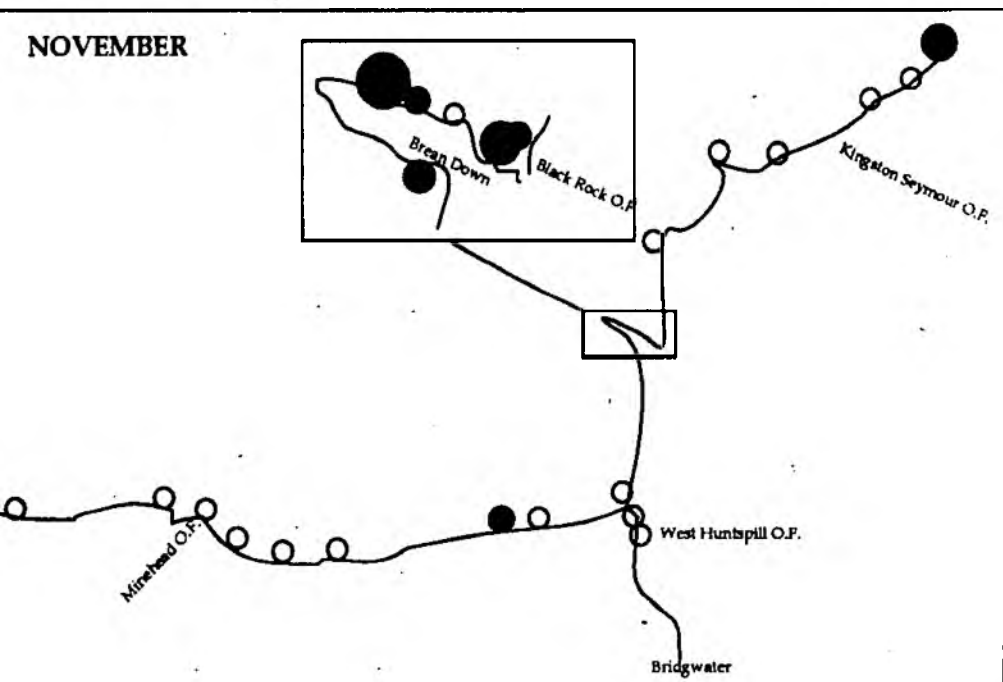 NOVEMBER
Brean Down
Black Rock O.F.
Kingston Seymour O.F.
Minehead O.F.
West Huntspill O.F.
Bridgwater